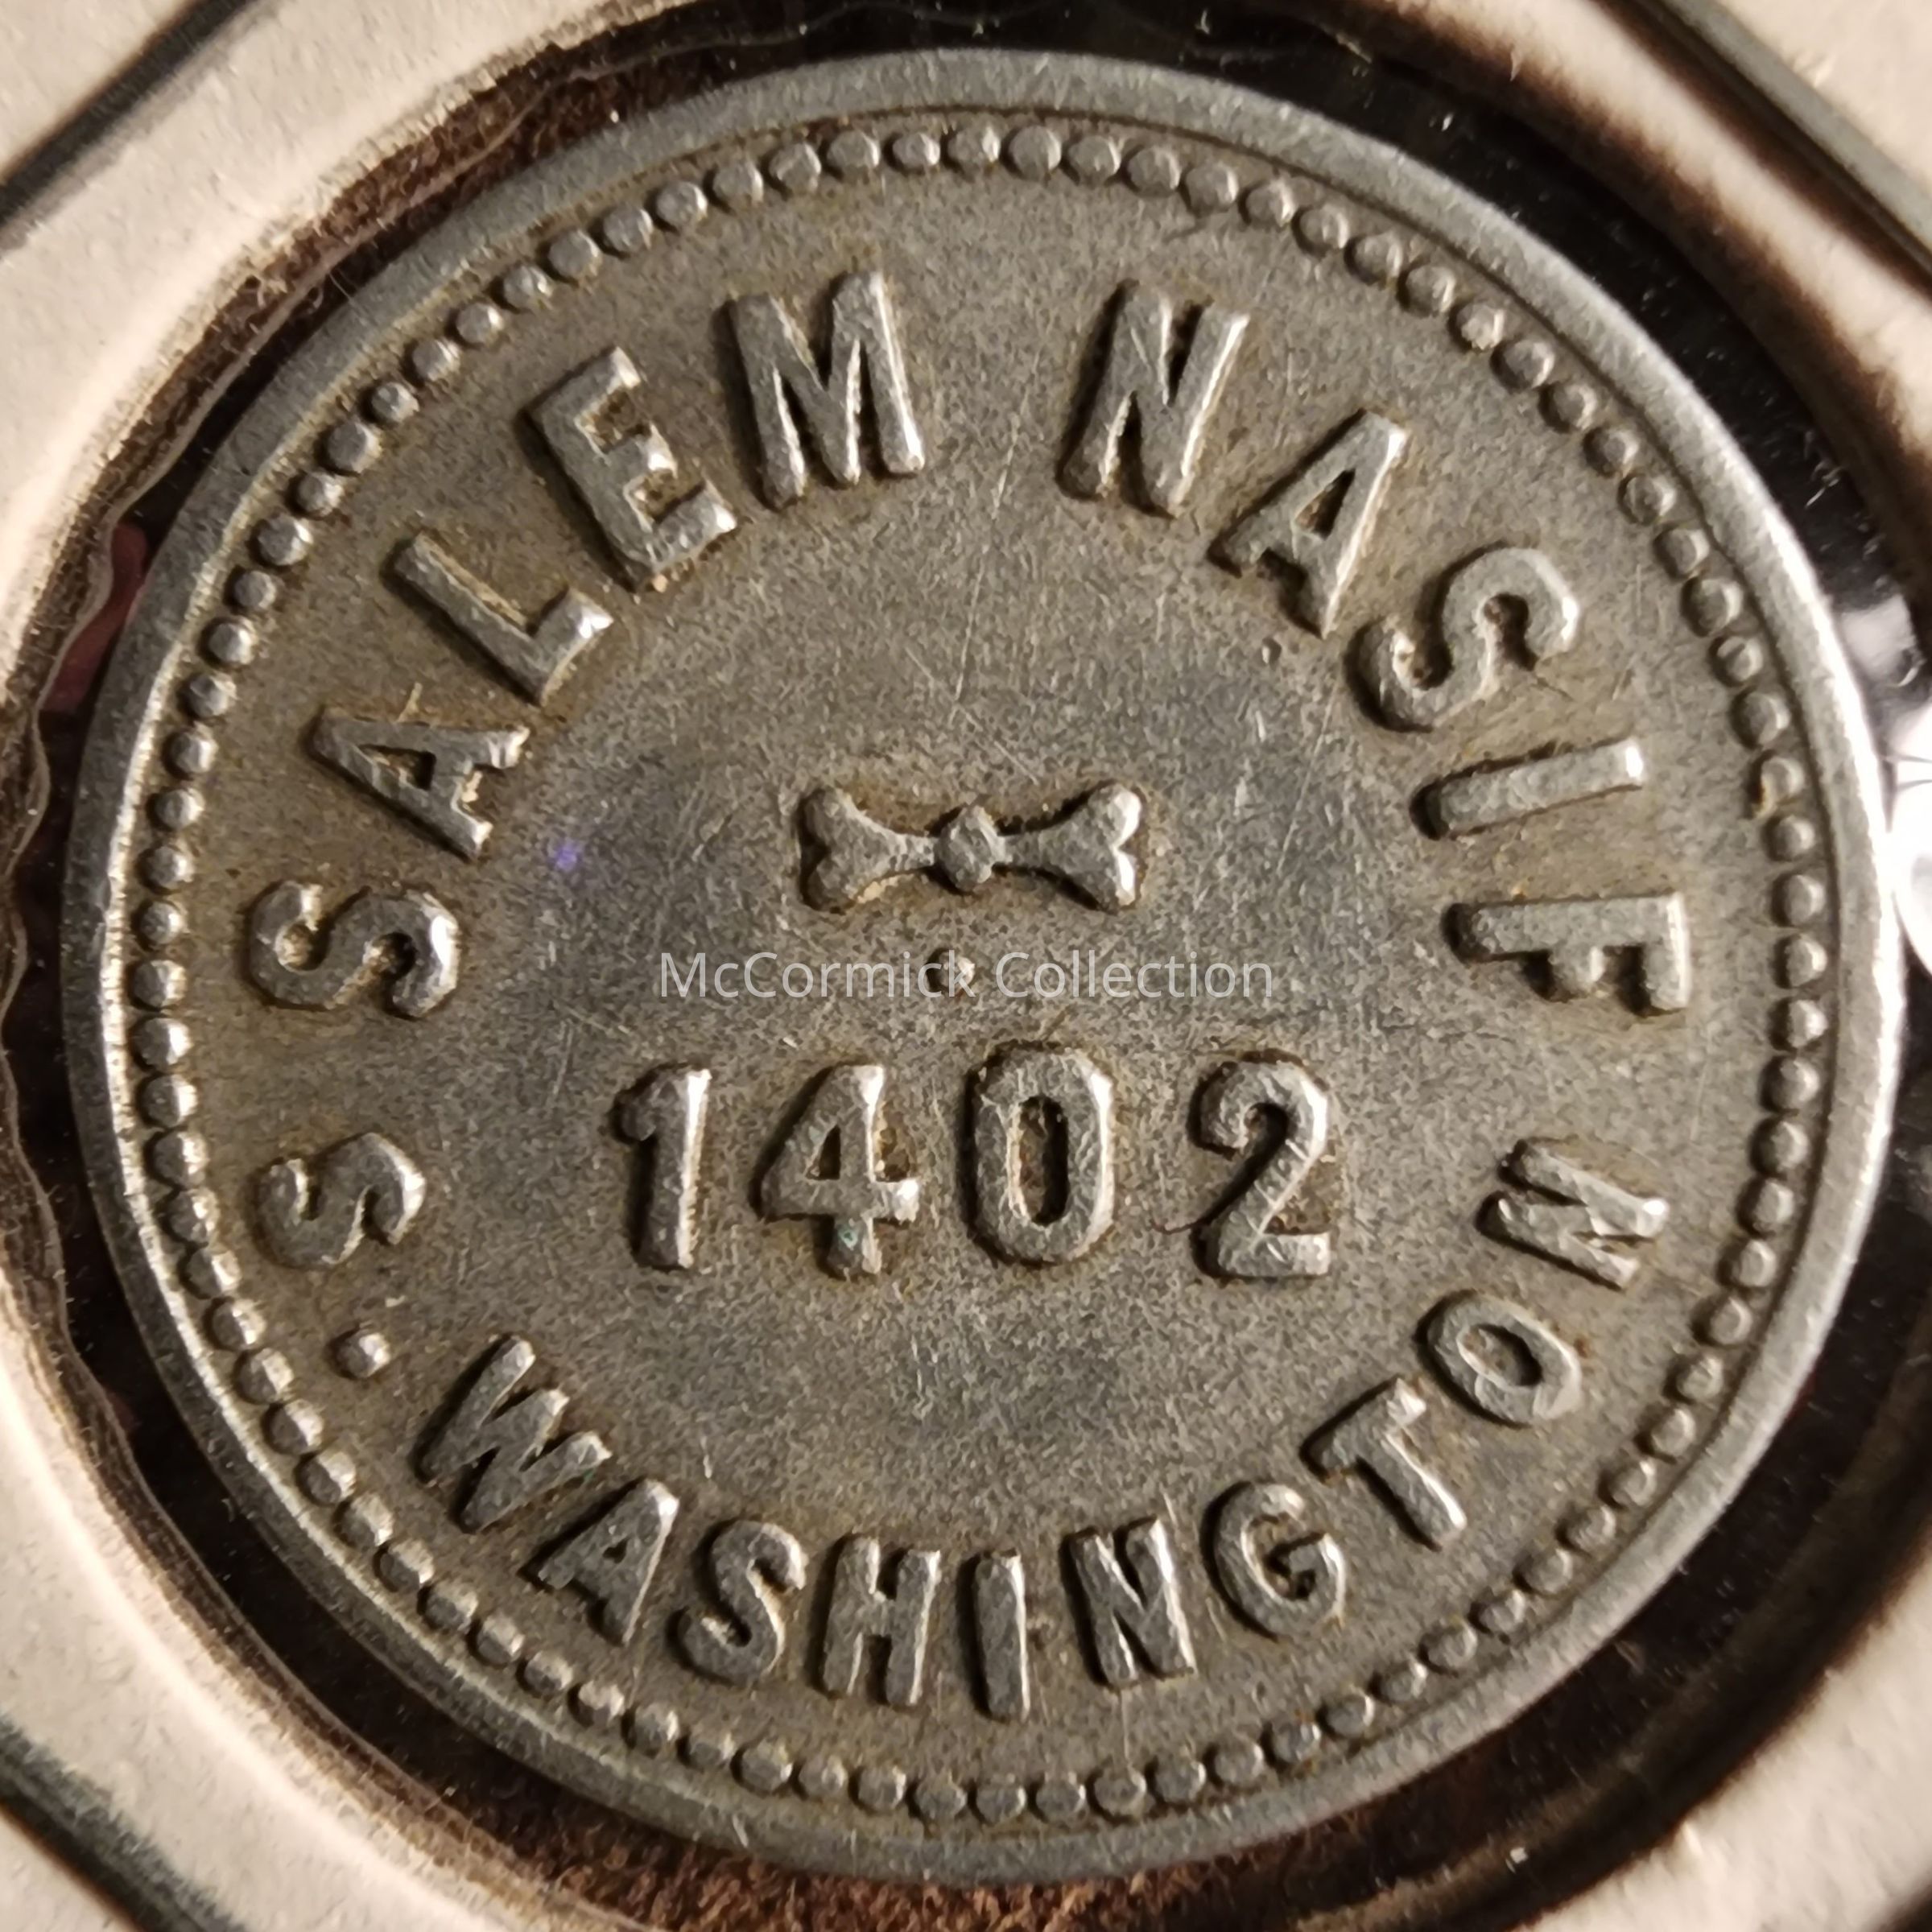 SALEM NASIF
McCormick Collection
1402
S. WASHINGTON